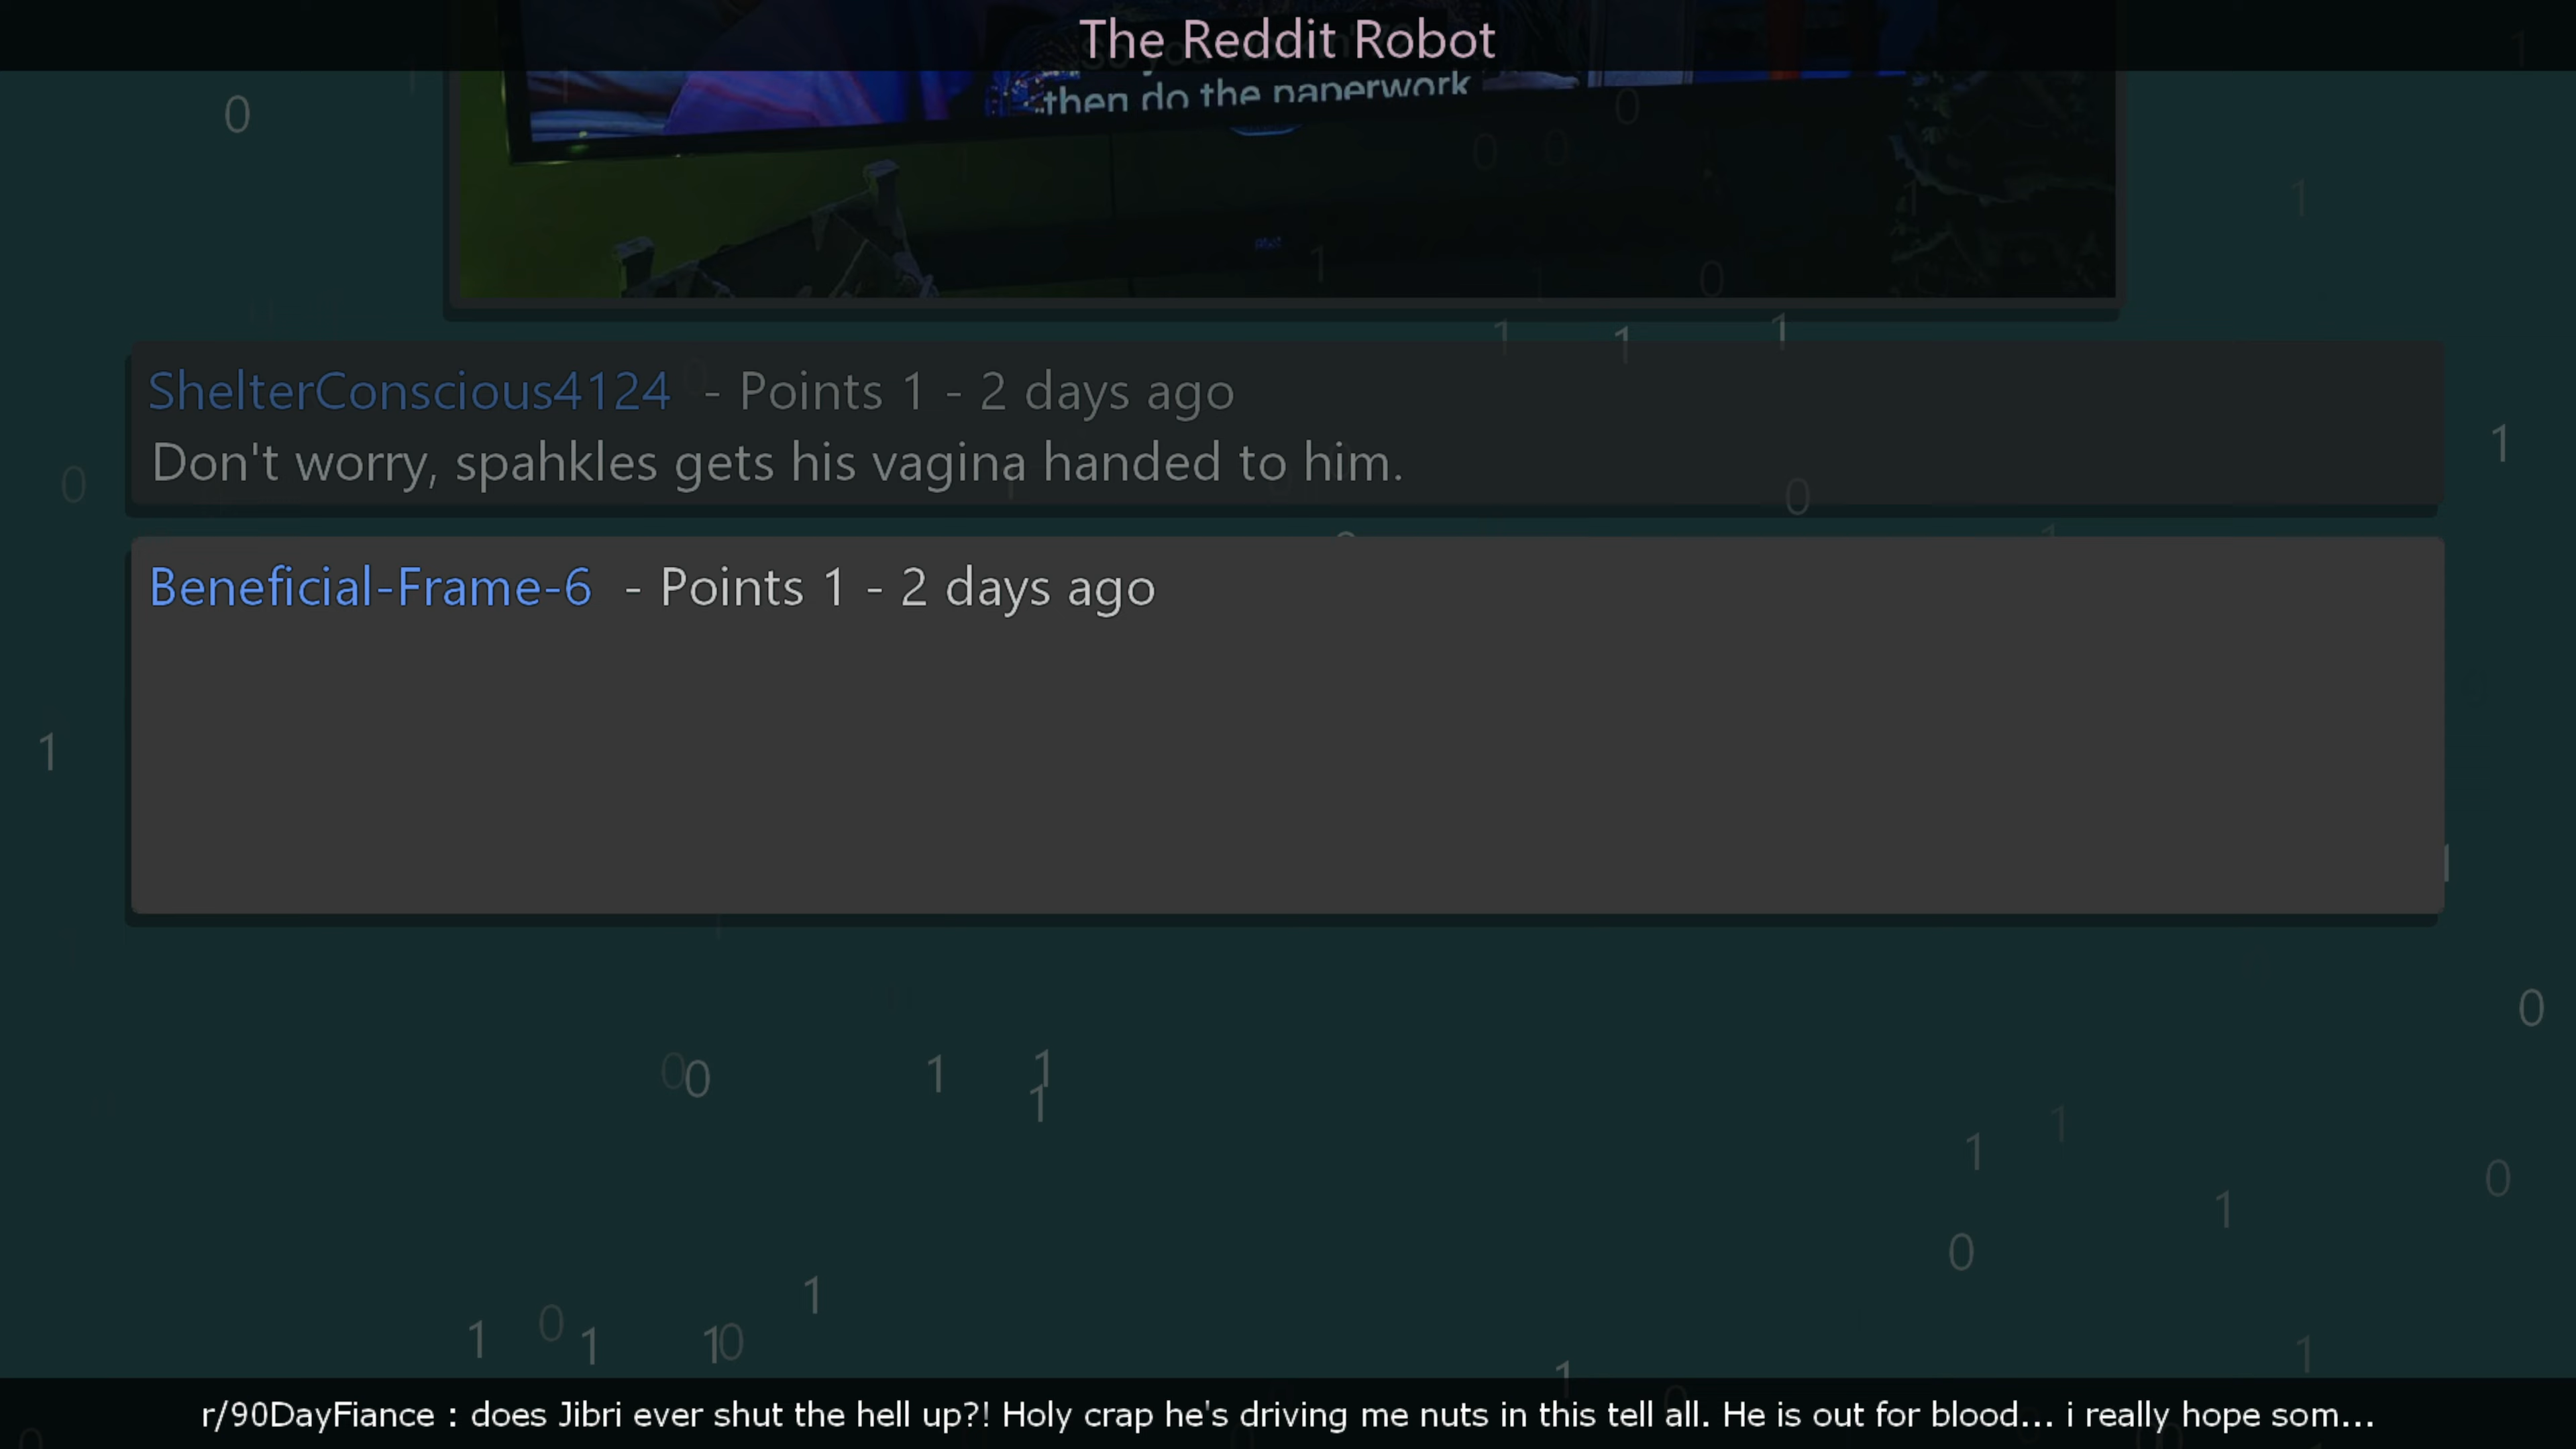 The Reddit Robot
then do the paperwork
ShelterConscious4124 - Points 1 - 2 days ago
Don't worry, spahkles gets his vagina handed to him.
Beneficial-Frame-6 - Points 1 - 2 days ago
r/90DayFiance : does Jibri ever shut the hell up?! Holy crap he's driving me nuts in this tell all. He is out for blood... i really hope som...